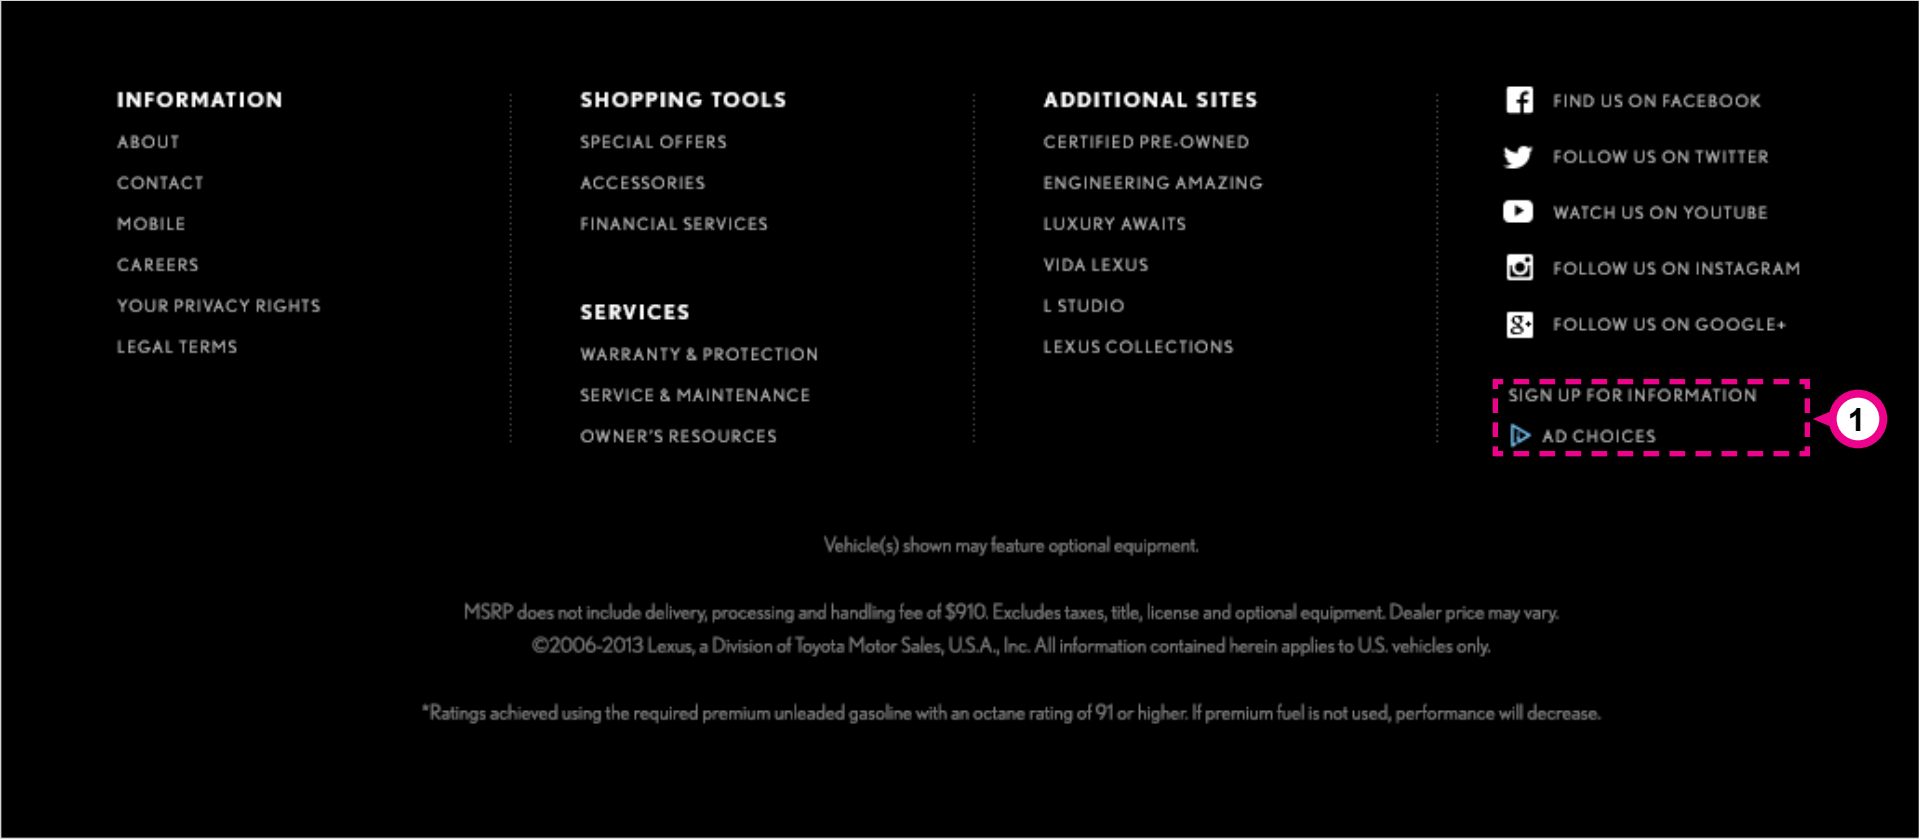 INFORMATION
ABOUT
CONTACT
MOBILE
CAREERS
YOUR PRIVACY RIGHTS
LEGAL TERMS
SHOPPING TOOLS
SPECIAL OFFERS
ACCESSORIES
FINANCIAL SERVICES
SERVICES
WARRANTY & PROTECTION
SERVICE & MAINTENANCE
OWNER'S RESOURCES
ADDITIONAL SITES
CERTIFIED PRE-OWNED
ENGINEERING AMAZING
LUXURY AWAITS
VIDA LEXUS
L STUDIO
LEXUS COLLECTIONS
FIND US ON FACEBOOK
FOLLOW US ON TWITTER
WATCH US ON YOUTUBE
FOLLOW US ON INSTAGRAM
FOLLOW US ON GOOGLE+
SIGN UP FOR INFORMATION
AD CHOICES
1
Vehicle(s) shown may feature optional equipment.
MSRP does not include delivery, processing and handling fee of $910. Excludes taxes, title, license and optional equipment. Dealer price may vary.
©2006-2013 Lexus, a Division of Toyota Motor Sales, U.S.A., Inc. All information contained herein applies to U.S. vehicles only.
*Ratings achieved using the required premium unleaded gasoline with an octane rating of 91 or higher. If premium fuel is not used, performance will decrease.